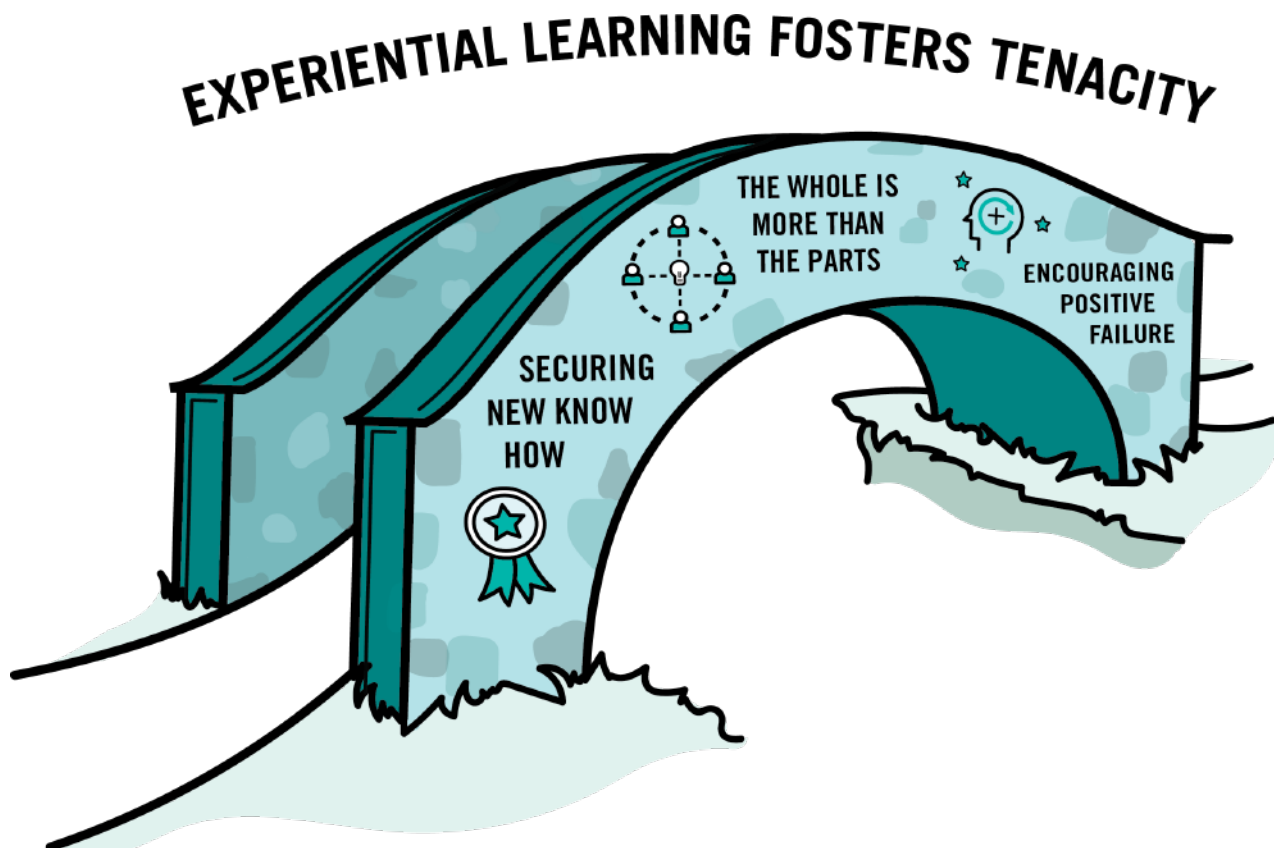 EXPERIENTIAL LEARNING FOSTERS TENACITY
THE WHOLE IS
MORE THAN
THE PARTS
ENCOURAGING
POSITIVE
FAILURE
SECURING
NEW KNOW
HOW